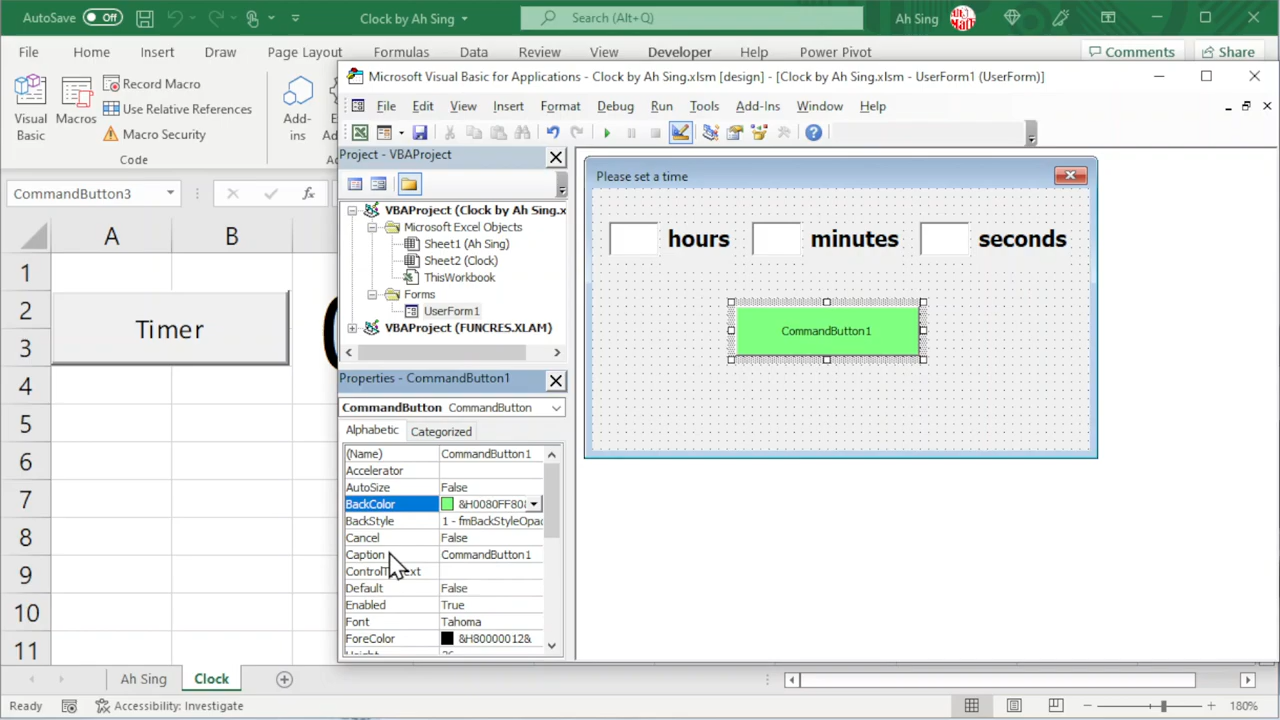 AutoSave Off Clock by Ah Sing Search (Alt+Q) Ah Sing
File Home Insert Draw Page Layout Formulas Data Review View Developer Help Power Pivot Comments Share
Visual Basic
Macros
Record Macro
Use Relative References
Macro Security
Code
Add-ins
CommandButton3
fx
A B
1
2
3
4
5
6
7
8
9
10
11
Timer
Microsoft Visual Basic for Applications - Clock by Ah Sing.xlsm [design] - [Clock by Ah Sing.xlsm - UserForm1 (UserForm)]
File Edit View Insert Format Debug Run Tools Add-Ins Window Help
Project - VBAProject
VBAProject (Clock by Ah Sing.x
Microsoft Excel Objects
Sheet1 (Ah Sing)
Sheet2 (Clock)
ThisWorkbook
Forms
UserForm1
VBAProject (FUNCRES.XLAM)
Properties - CommandButton1
CommandButton CommandButton
Alphabetic Categorized
(Name) CommandButton1
Accelerator
AutoSize False
BackColor &H0080FF80&
BackStyle 1 - fmBackStyleOpac
Cancel False
Caption CommandButton1
Default False
Enabled True
Font Tahoma
ForeColor &H80000012&
Please set a time
hours minutes seconds
CommandButton1
Ah Sing Clock
Ready Accessibility: Investigate 180%